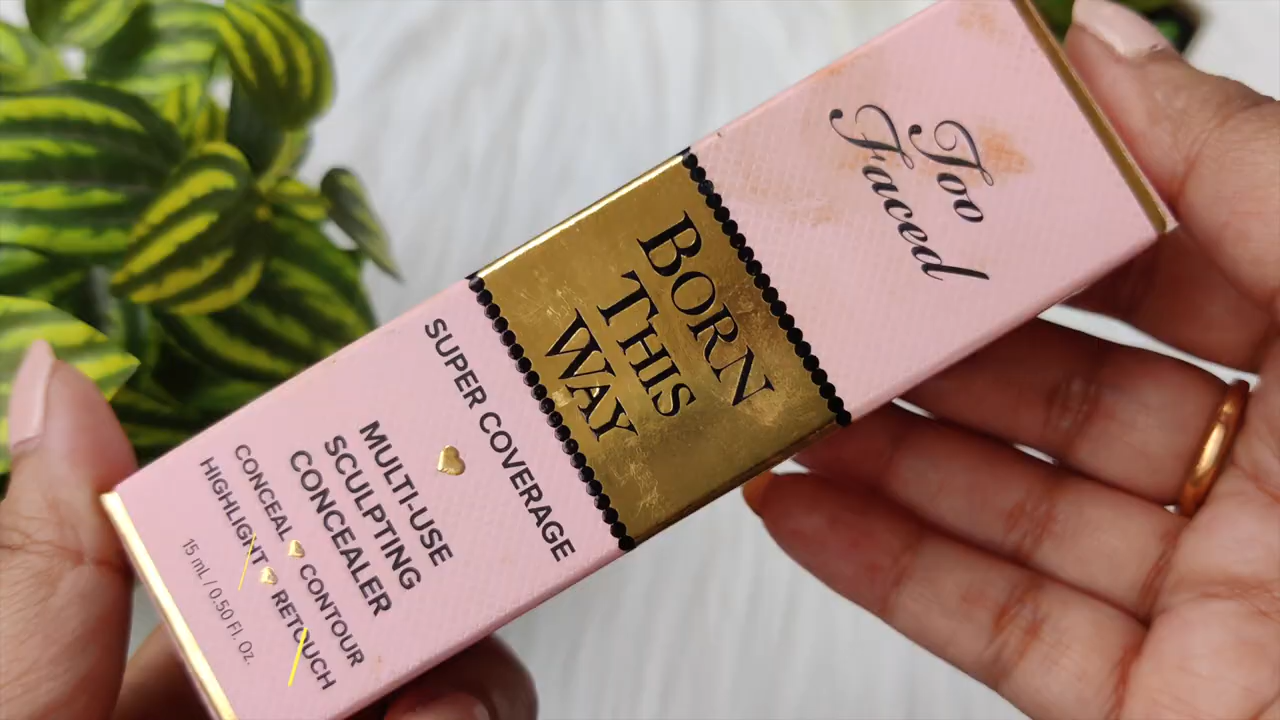 Too
Faced
BORN
THIS
WAY
SUPER COVERAGE
MULTI-USE
SCULPTING
CONCEALER
CONCEAL CONTOUR
HIGHLIGHT RETOUCH
15 mL / 0.50 Fl. Oz.